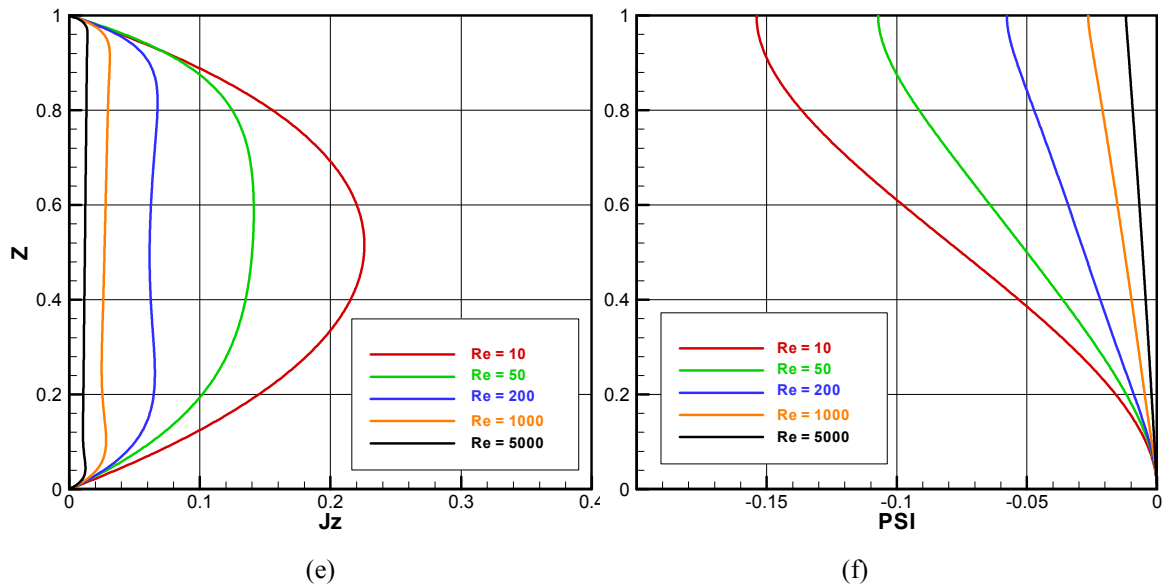 1
0.8
0.6
0.4
0.2
0
Z
0
0.1
0.2
0.3
0.4
Jz
Re = 10
Re = 50
Re = 200
Re = 1000
Re = 5000
(e)
1
0.8
0.6
0.4
0.2
0
-0.15
-0.1
-0.05
0
PSI
Re = 10
Re = 50
Re = 200
Re = 1000
Re = 5000
(f)